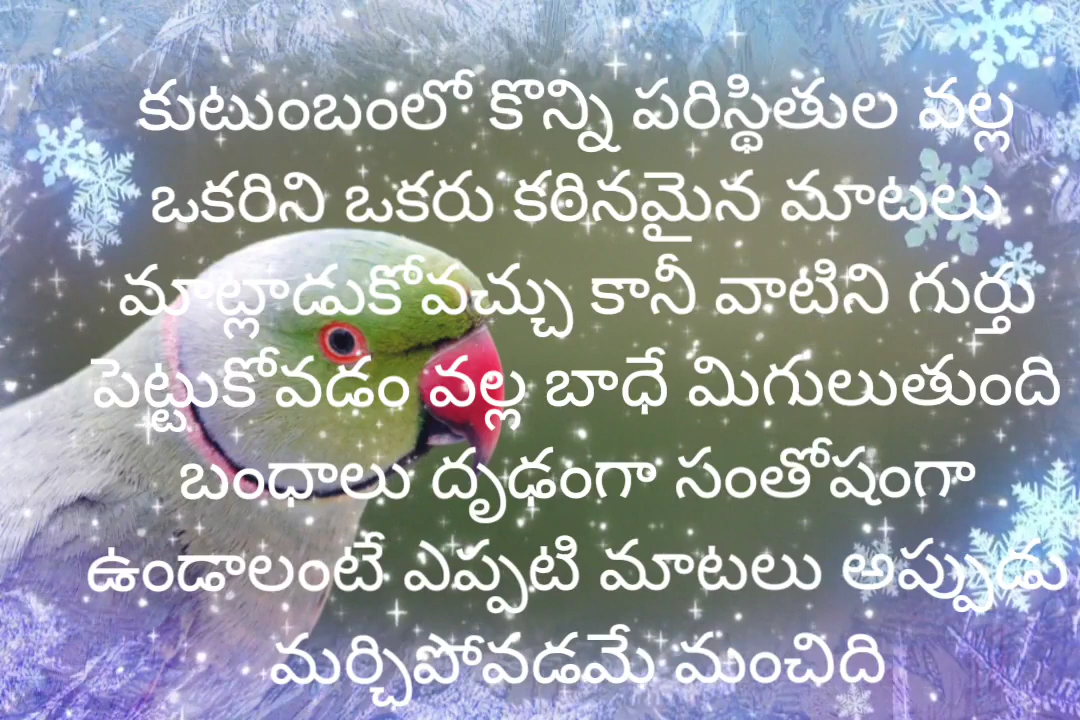 కుటుంబంలో కొన్ని పరిస్థితుల వల్ల
ఒకరిని ఒకరు కఠినమైన మాటలు
మాట్లాడుకోవచ్చు కానీ వాటిని గుర్తు
పెట్టుకోవడం వల్ల బాధే మిగులుతుంది
బంధాలు దృఢంగా సంతోషంగా
ఉండాలంటే ఎప్పటి మాటలు అప్పుడు
మర్చిపోవడమే మంచిది